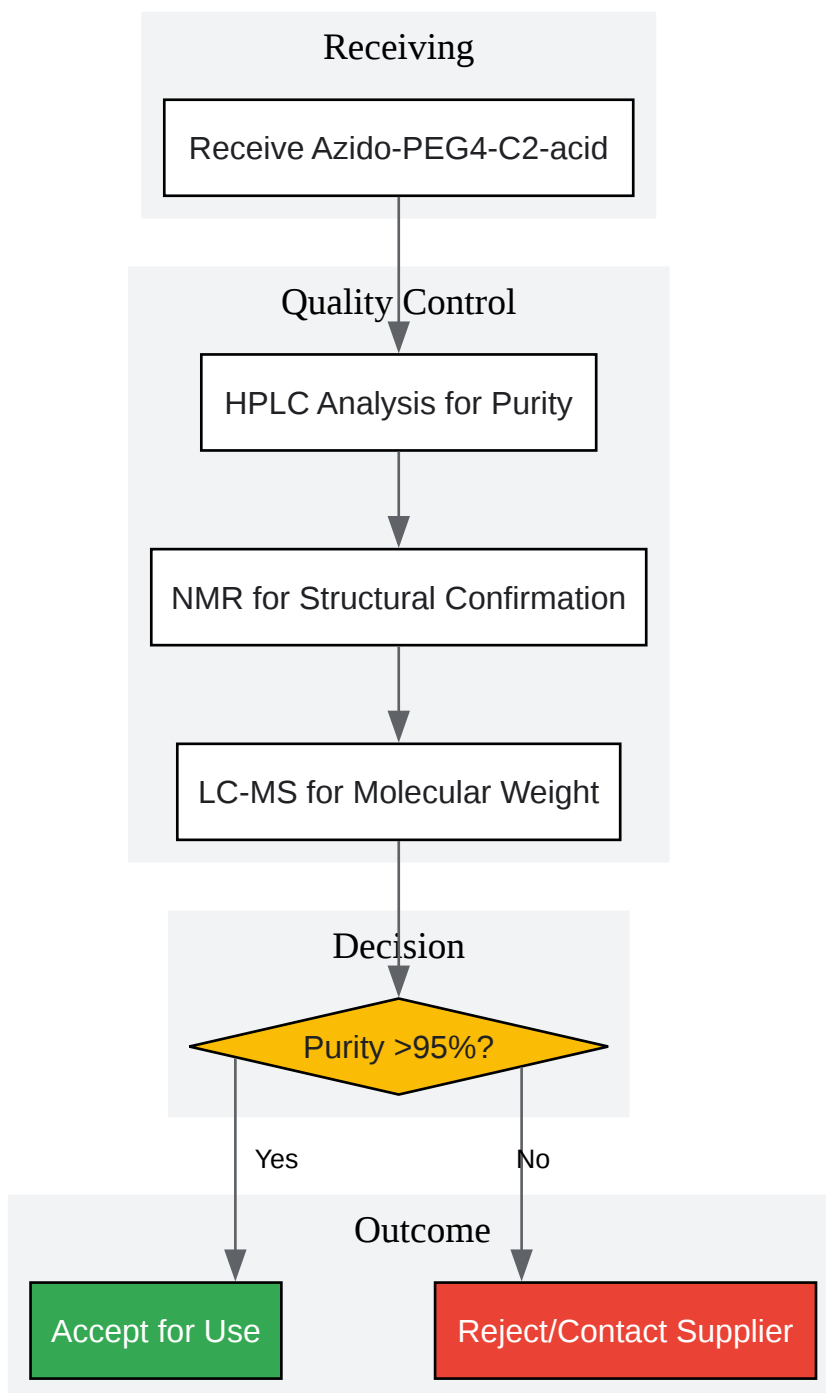 Receiving
Receive Azido-PEG4-C2-acid
Quality Control
HPLC Analysis for Purity
NMR for Structural Confirmation
LC-MS for Molecular Weight
Decision
Purity >95%?
Yes
No
Outcome
Accept for Use
Reject/Contact Supplier